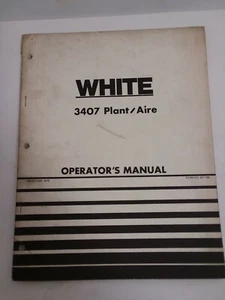 WHITE
3407 Plant/Aire
OPERATOR'S MANUAL